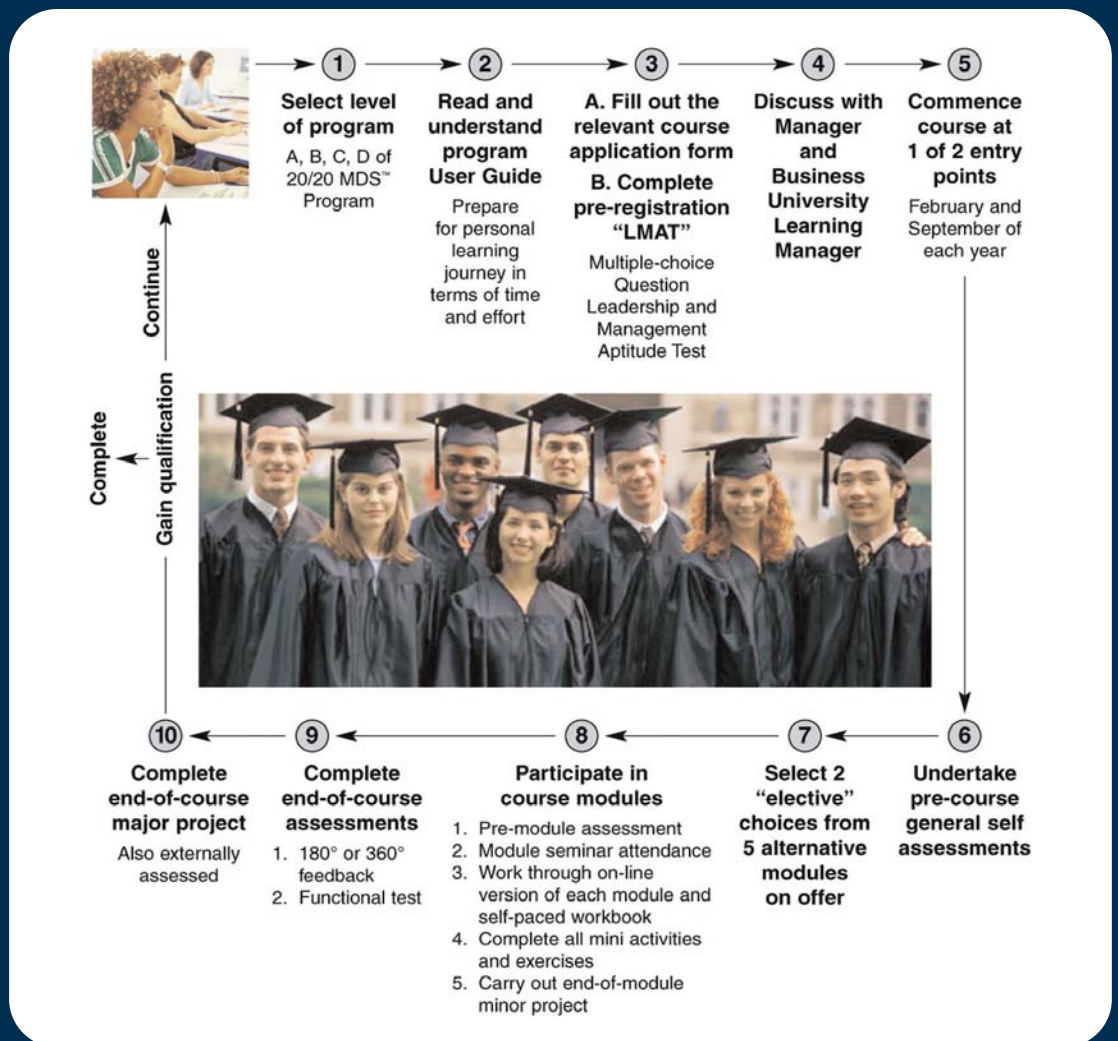 1
Select level
of program
A, B, C, D of
20/20 MDS™
Program
2
Read and
understand
program
User Guide
Prepare
for personal
learning
journey in
terms of time
and effort
3
A. Fill out the
relevant course
application form
B. Complete
pre-registration
“LMAT”
Multiple-choice
Question
Leadership and
Management
Aptitude Test
4
Discuss with
Manager
and
Business
University
Learning
Manager
5
Commence
course at
1 of 2 entry
points
February and
September of
each year
6
Undertake
pre-course
general self
assessments
7
Select 2
“elective”
choices from
5 alternative
modules
on offer
8
Participate in
course modules
1. Pre-module assessment
2. Module seminar attendance
3. Work through on-line
version of each module and
self-paced workbook
4. Complete all mini activities
and exercises
5. Carry out end-of-module
minor project
9
Complete
end-of-course
assessments
1. 180° or 360°
feedback
2. Functional test
10
Complete
end-of-course
major project
Also externally
assessed
Gain qualification
Complete
Continue